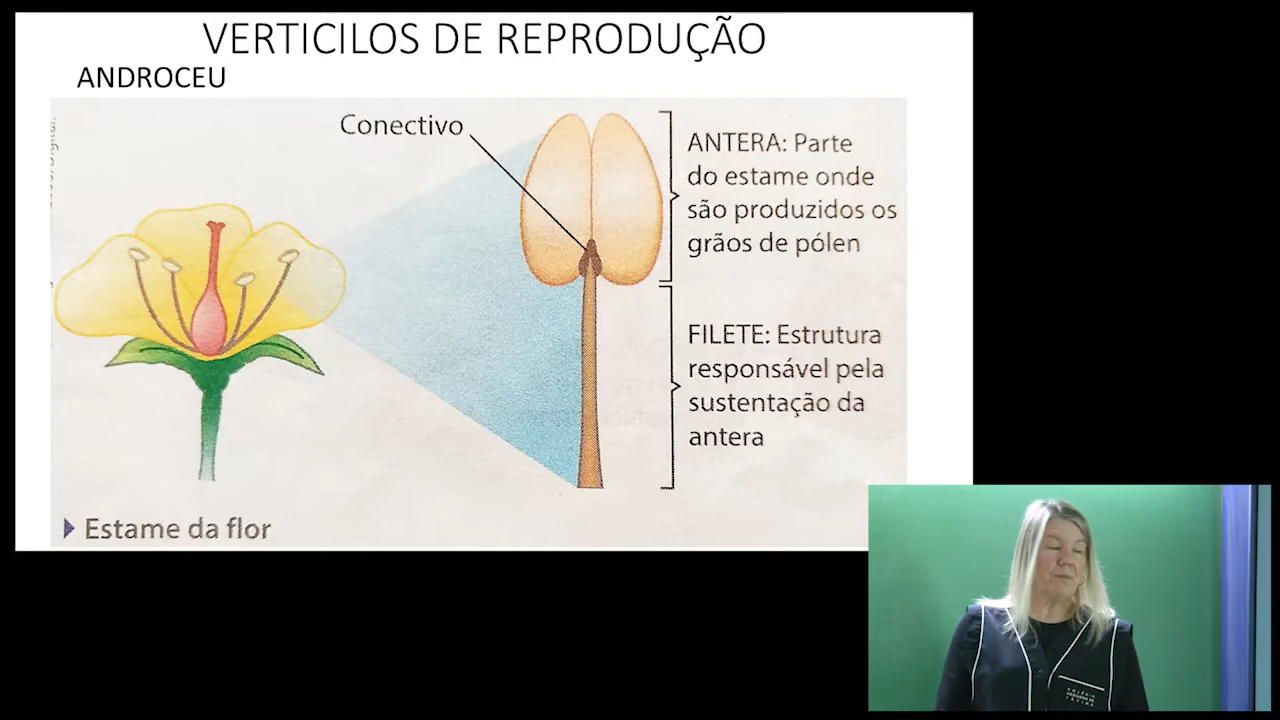 VERTICILOS DE REPRODUÇÃO
ANDROCEU
Conectivo
ANTERA: Parte
do estame onde
são produzidos os
grãos de pólen
FILETE: Estrutura
responsável pela
sustentação da
antera
Estame da flor
COLÉGIO